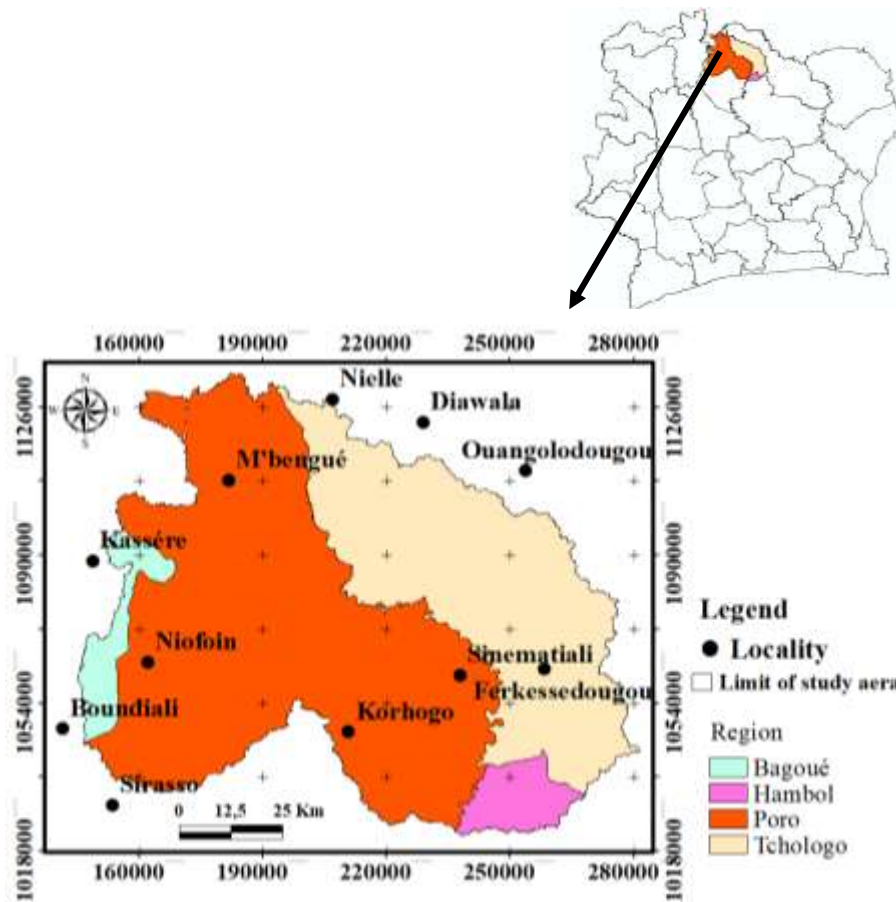 160000 190000 220000 250000 280000
Nielle
Diawala
N
W E
S
1126000 1126000
Ouangolodougou
M'bengué
Kassére
1090000 1090000
Legend
Locality
Limit of study aera
Niofoin
Sinematiali
Ferkessedougou
Boundiali
Korhogo
1054000 1054000
Region
Bagoué
Hambol
Poro
Tchologo
Sirasso
0 12,5 25 Km
1018000 1018000
160000 190000 220000 250000 280000